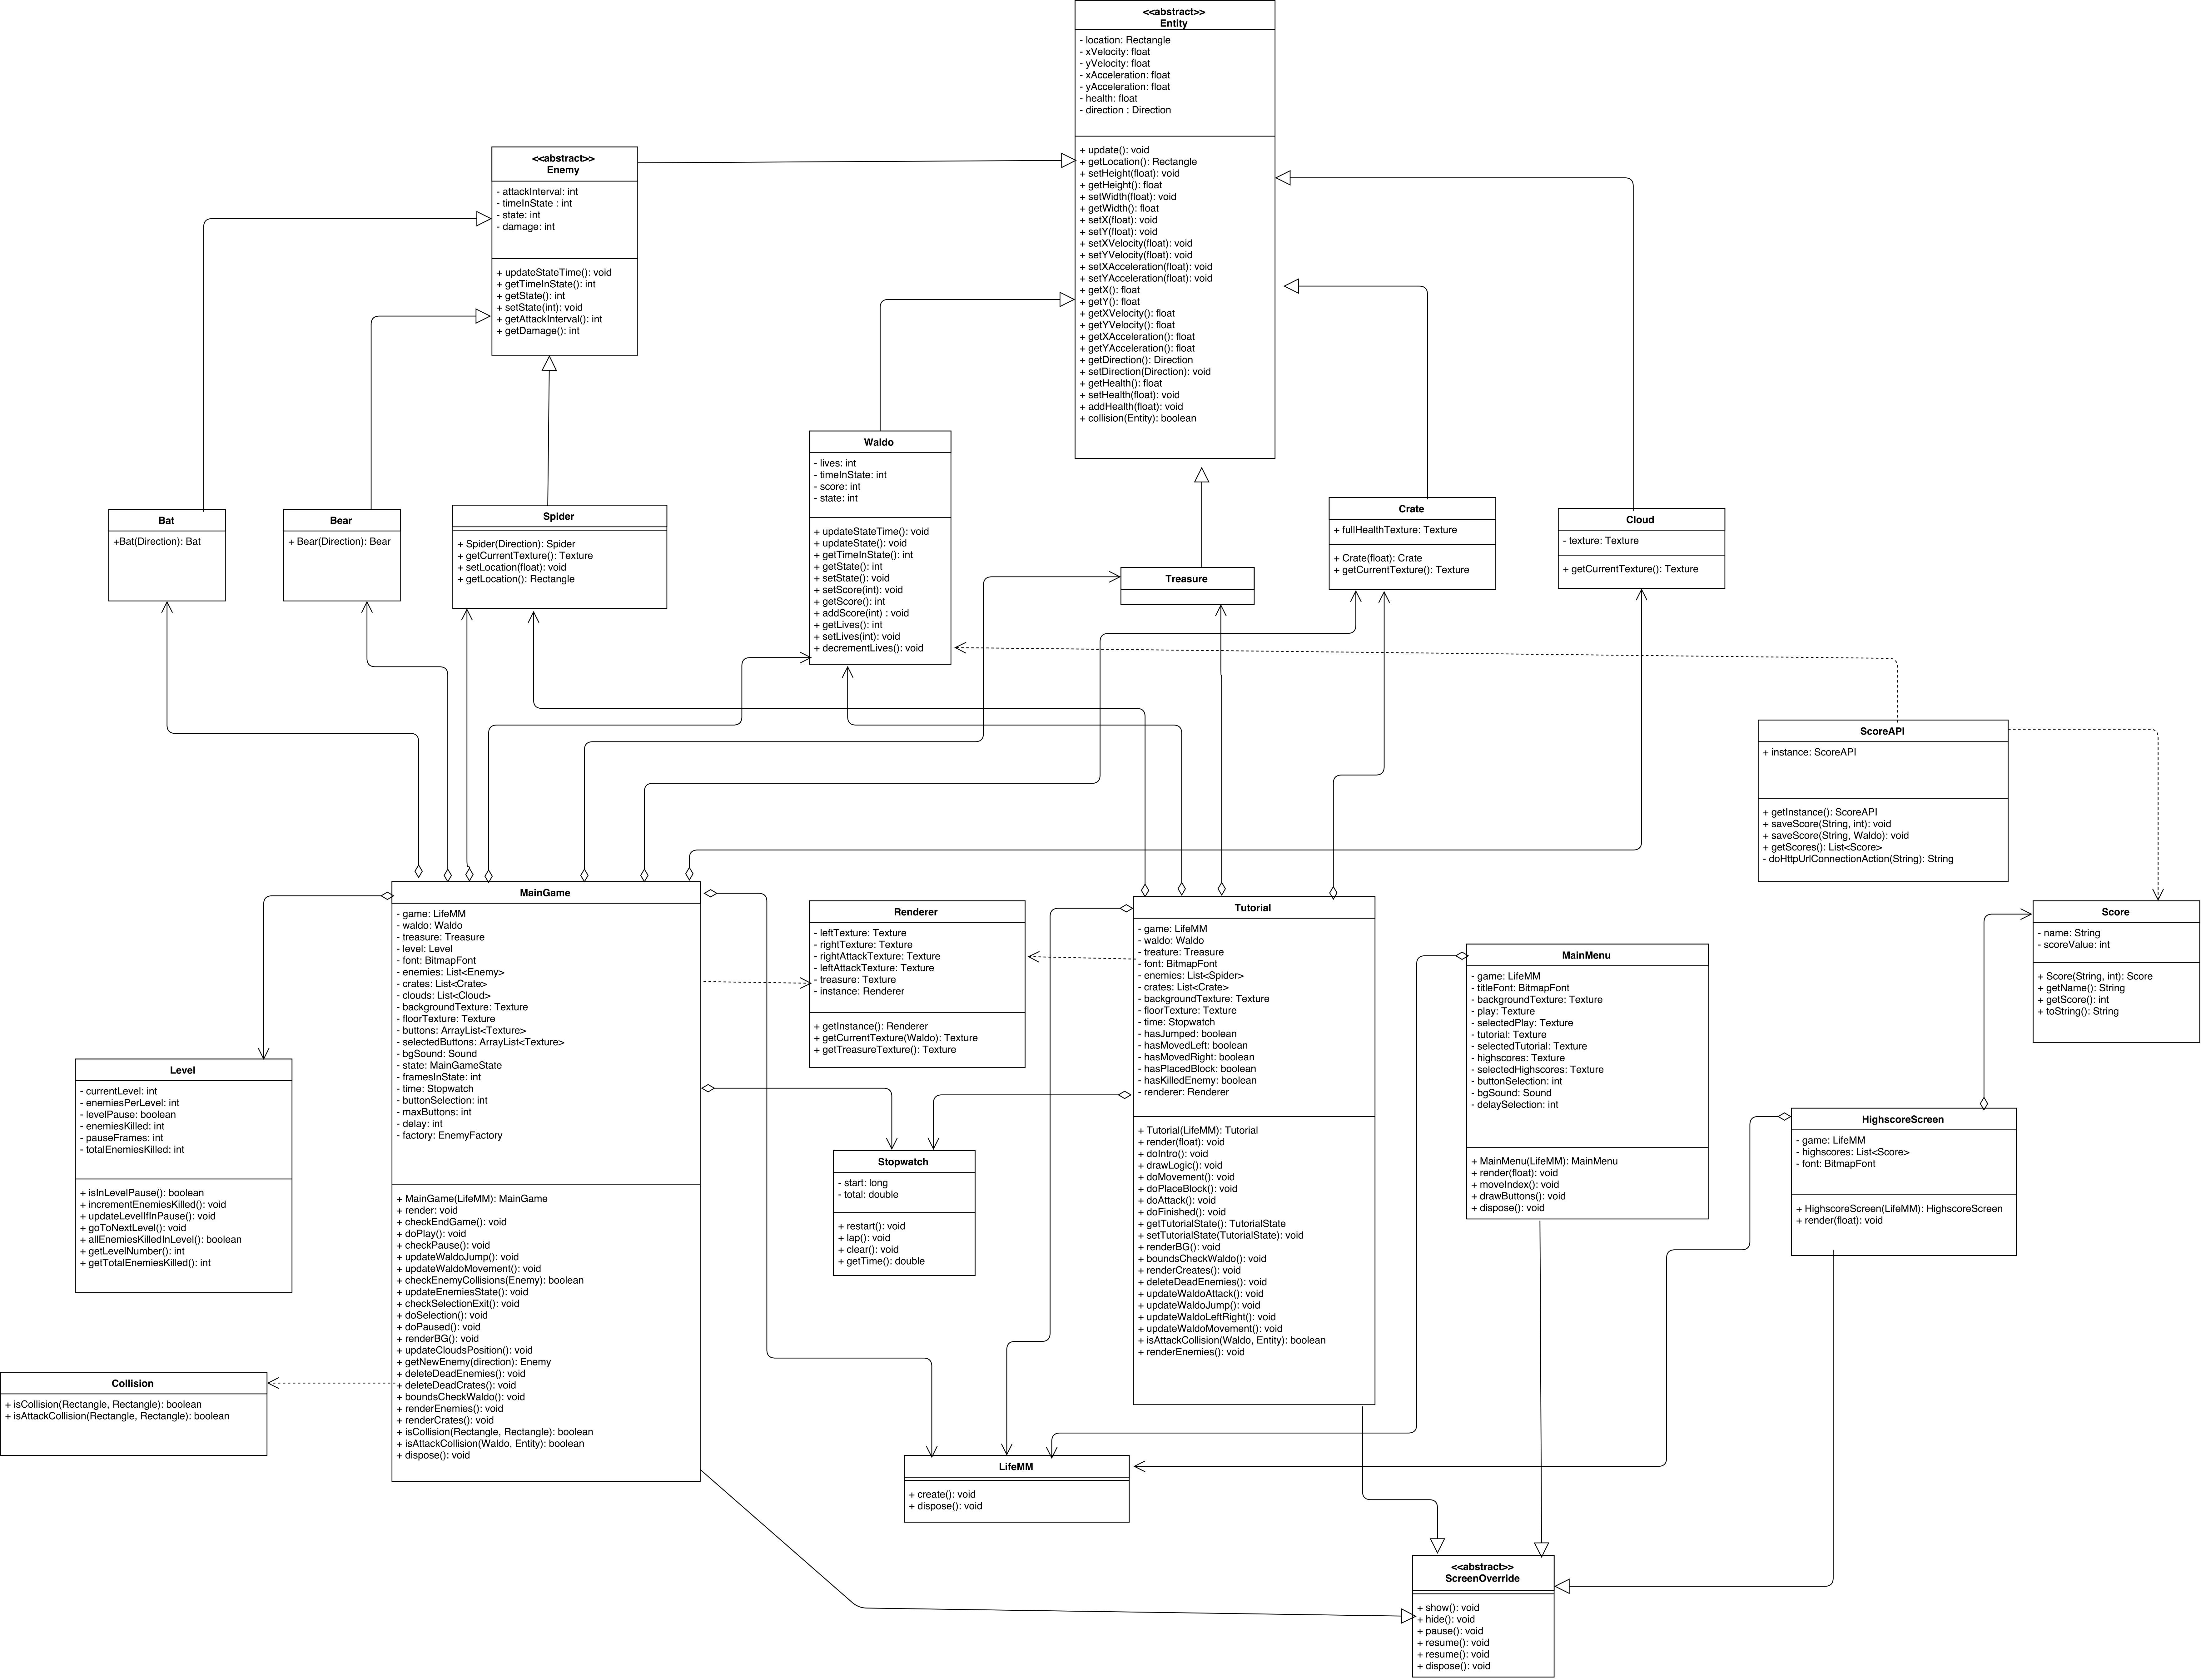 <<abstract>>
Entity
- location: Rectangle
- xVelocity: float
- yVelocity: float
- xAcceleration: float
- yAcceleration: float
- health: float
- direction : Direction
+ update(): void
+ getLocation(): Rectangle
+ setHeight(float): void
+ getHeight(): float
+ setWidth(float): void
+ getWidth(): float
+ setX(float): void
+ setY(float): void
+ setXVelocity(float): void
+ setYVelocity(float): void
+ setXAcceleration(float): void
+ setYAcceleration(float): void
+ getX(): float
+ getY(): float
+ getXVelocity(): float
+ getYVelocity(): float
+ getXAcceleration(): float
+ getYAcceleration(): float
+ getDirection(): Direction
+ setDirection(Direction): void
+ getHealth(): float
+ setHealth(float): void
+ addHealth(float): void
+ collision(Entity): boolean
<<abstract>>
Enemy
- attackInterval: int
- timeInState : int
- state: int
- damage: int
+ updateStateTime(): void
+ getTimeInState(): int
+ getState(): int
+ setState(int): void
+ getAttackInterval(): int
+ getDamage(): int
Waldo
- lives: int
- timeInState: int
- score: int
- state: int
+ updateStateTime(): void
+ updateState(): void
+ getTimeInState(): int
+ getState(): int
+ setState(): void
+ setScore(int): void
+ getScore(): int
+ addScore(int) : void
+ getLives(): int
+ setLives(int): void
+ decrementLives(): void
Bat
+Bat(Direction): Bat
Bear
+ Bear(Direction): Bear
Spider
+ Spider(Direction): Spider
+ getCurrentTexture(): Texture
+ setLocation(float): void
+ getLocation(): Rectangle
Treasure
Crate
+ fullHealthTexture: Texture
+ Crate(float): Crate
+ getCurrentTexture(): Texture
Cloud
- texture: Texture
+ getCurrentTexture(): Texture
ScoreAPI
+ instance: ScoreAPI
+ getInstance(): ScoreAPI
+ saveScore(String, int): void
+ saveScore(String, Waldo): void
+ getScores(): List<Score>
- doHttpUrlConnectionAction(String): String
MainGame
- game: LifeMM
- waldo: Waldo
- treasure: Treasure
- level: Level
- font: BitmapFont
- enemies: List<Enemy>
- crates: List<Crate>
- clouds: List<Cloud>
- backgroundTexture: Texture
- floorTexture: Texture
- buttons: ArrayList<Texture>
- selectedButtons: ArrayList<Texture>
- bgSound: Sound
- state: MainGameState
- framesInState: int
- time: Stopwatch
- buttonSelection: int
- maxButtons: int
- delay: int
- factory: EnemyFactory
+ MainGame(LifeMM): MainGame
+ render: void
+ checkEndGame(): void
+ doPlay(): void
+ checkPause(): void
+ updateWaldoJump(): void
+ updateWaldoMovement(): void
+ checkEnemyCollisions(Enemy): boolean
+ updateEnemiesState(): void
+ checkSelectionExit(): void
+ doSelection(): void
+ doPaused(): void
+ renderBG(): void
+ updateCloudsPosition(): void
+ getNewEnemy(direction): Enemy
+ deleteDeadEnemies(): void
+ deleteDeadCrates(): void
+ boundsCheckWaldo(): void
+ renderEnemies(): void
+ renderCrates(): void
+ isCollision(Rectangle, Rectangle): boolean
+ isAttackCollision(Waldo, Entity): boolean
+ dispose(): void
Renderer
- leftTexture: Texture
- rightTexture: Texture
- rightAttackTexture: Texture
- leftAttackTexture: Texture
- treasure: Texture
- instance: Renderer
+ getInstance(): Renderer
+ getCurrentTexture(Waldo): Texture
+ getTreasureTexture(): Texture
Tutorial
- game: LifeMM
- waldo: Waldo
- treature: Treasure
- font: BitmapFont
- enemies: List<Spider>
- crates: List<Crate>
- backgroundTexture: Texture
- floorTexture: Texture
- time: Stopwatch
- hasJumped: boolean
- hasMovedLeft: boolean
- hasMovedRight: boolean
- hasPlacedBlock: boolean
- hasKilledEnemy: boolean
- renderer: Renderer
+ Tutorial(LifeMM): Tutorial
+ render(float): void
+ doIntro(): void
+ drawLogic(): void
+ doMovement(): void
+ doPlaceBlock(): void
+ doAttack(): void
+ doFinished(): void
+ getTutorialState(): TutorialState
+ setTutorialState(TutorialState): void
+ renderBG(): void
+ boundsCheckWaldo(): void
+ renderCreates(): void
+ deleteDeadEnemies(): void
+ updateWaldoAttack(): void
+ updateWaldoJump(): void
+ updateWaldoLeftRight(): void
+ updateWaldoMovement(): void
+ isAttackCollision(Waldo, Entity): boolean
+ renderEnemies(): void
MainMenu
- game: LifeMM
- titleFont: BitmapFont
- backgroundTexture: Texture
- play: Texture
- selectedPlay: Texture
- tutorial: Texture
- selectedTutorial: Texture
- highscores: Texture
- selectedHighscores: Texture
- buttonSelection: int
- bgSound: Sound
- delaySelection: int
+ MainMenu(LifeMM): MainMenu
+ render(float): void
+ moveIndex(): void
+ drawButtons(): void
+ dispose(): void
Score
- name: String
- scoreValue: int
+ Score(String, int): Score
+ getName(): String
+ getScore(): int
+ toString(): String
Level
- currentLevel: int
- enemiesPerLevel: int
- levelPause: boolean
- enemiesKilled: int
- pauseFrames: int
- totalEnemiesKilled: int
+ isInLevelPause(): boolean
+ incrementEnemiesKilled(): void
+ updateLevelIfInPause(): void
+ goToNextLevel(): void
+ allEnemiesKilledInLevel(): boolean
+ getLevelNumber(): int
+ getTotalEnemiesKilled(): int
Stopwatch
- start: long
- total: double
+ restart(): void
+ lap(): void
+ clear(): void
+ getTime(): double
HighscoreScreen
- game: LifeMM
- highscores: List<Score>
- font: BitmapFont
+ HighscoreScreen(LifeMM): HighscoreScreen
+ render(float): void
Collision
+ isCollision(Rectangle, Rectangle): boolean
+ isAttackCollision(Rectangle, Rectangle): boolean
LifeMM
+ create(): void
+ dispose(): void
<<abstract>>
ScreenOverride
+ show(): void
+ hide(): void
+ pause(): void
+ resume(): void
+ resume(): void
+ dispose(): void